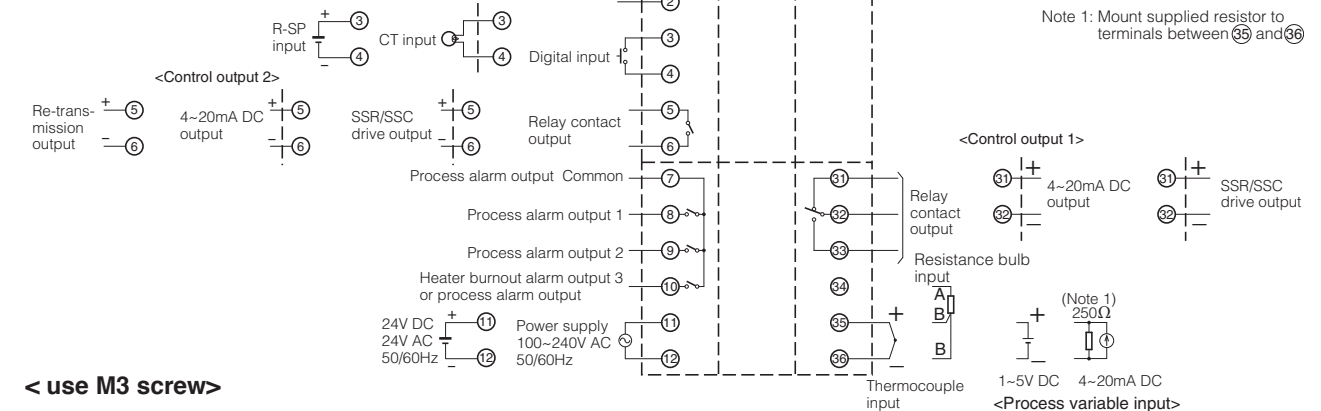 2
Note 1: Mount supplied resistor to
terminals between 35 and 36
R-SP
input
+
−
3
4
CT input
3
4
Digital input
3
4
<Control output 2>
Re-trans-
mission
output
+
−
5
6
4~20mA DC
output
+
−
5
6
SSR/SSC
drive output
+
−
5
6
Relay contact
output
5
6
<Control output 1>
Process alarm output Common
7
Process alarm output 1
8
Process alarm output 2
9
Heater burnout alarm output 3
or process alarm output
10
24V DC
24V AC
50/60Hz
+
−
11
12
Power supply
100~240V AC
50/60Hz
11
12
31
32
33
Relay
contact
output
31
32
+
−
4~20mA DC
output
31
32
+
−
SSR/SSC
drive output
34
35
36
+
−
Thermocouple
input
Resistance bulb
input
A
B
B
+
−
1~5V DC
(Note 1)
250Ω
4~20mA DC
<Process variable input>
< use M3 screw>